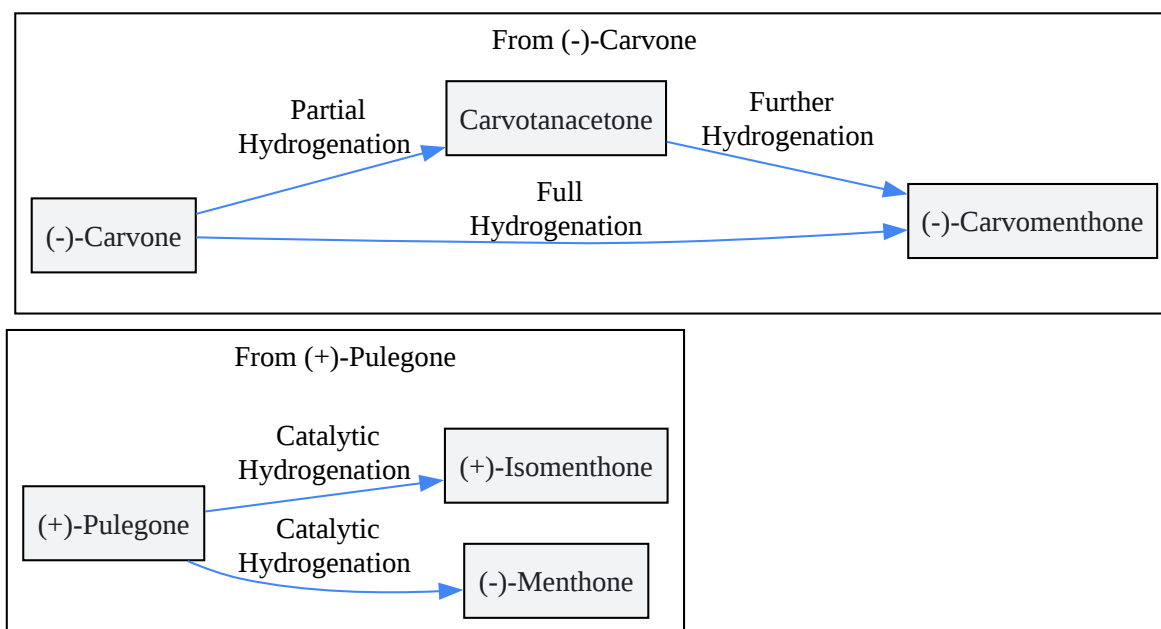 From (-)-Carvone
Partial
Hydrogenation
Carvotanacetone
Further
Hydrogenation
(-)-Carvone
Full
Hydrogenation
(-)-Carvomenthone
From (+)-Pulegone
Catalytic
Hydrogenation
(+)-Isomenthone
(+)-Pulegone
Catalytic
Hydrogenation
(-)-Menthone